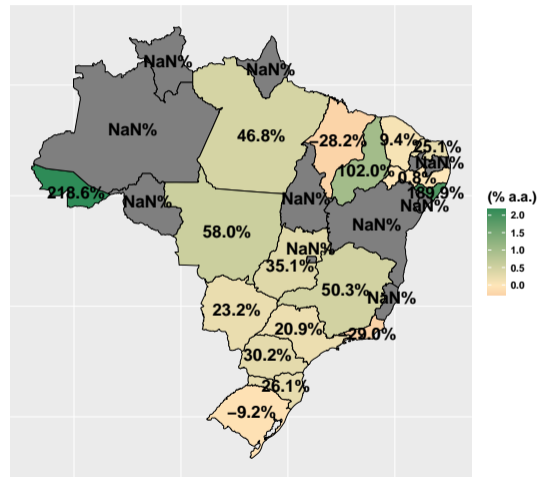 NaN%
NaN%
NaN%
46.8%
−28.2%
9.4%
25.1%
NaN%
102.0%
0.8%
218.6%
189.9%
NaN%
NaN%
NaN%
NaN%
58.0%
NaN%
35.1%
50.3%
NaN%
23.2%
20.9%
−29.0%
30.2%
26.1%
−9.2%
(% a.a.)
2.0
1.5
1.0
0.5
0.0